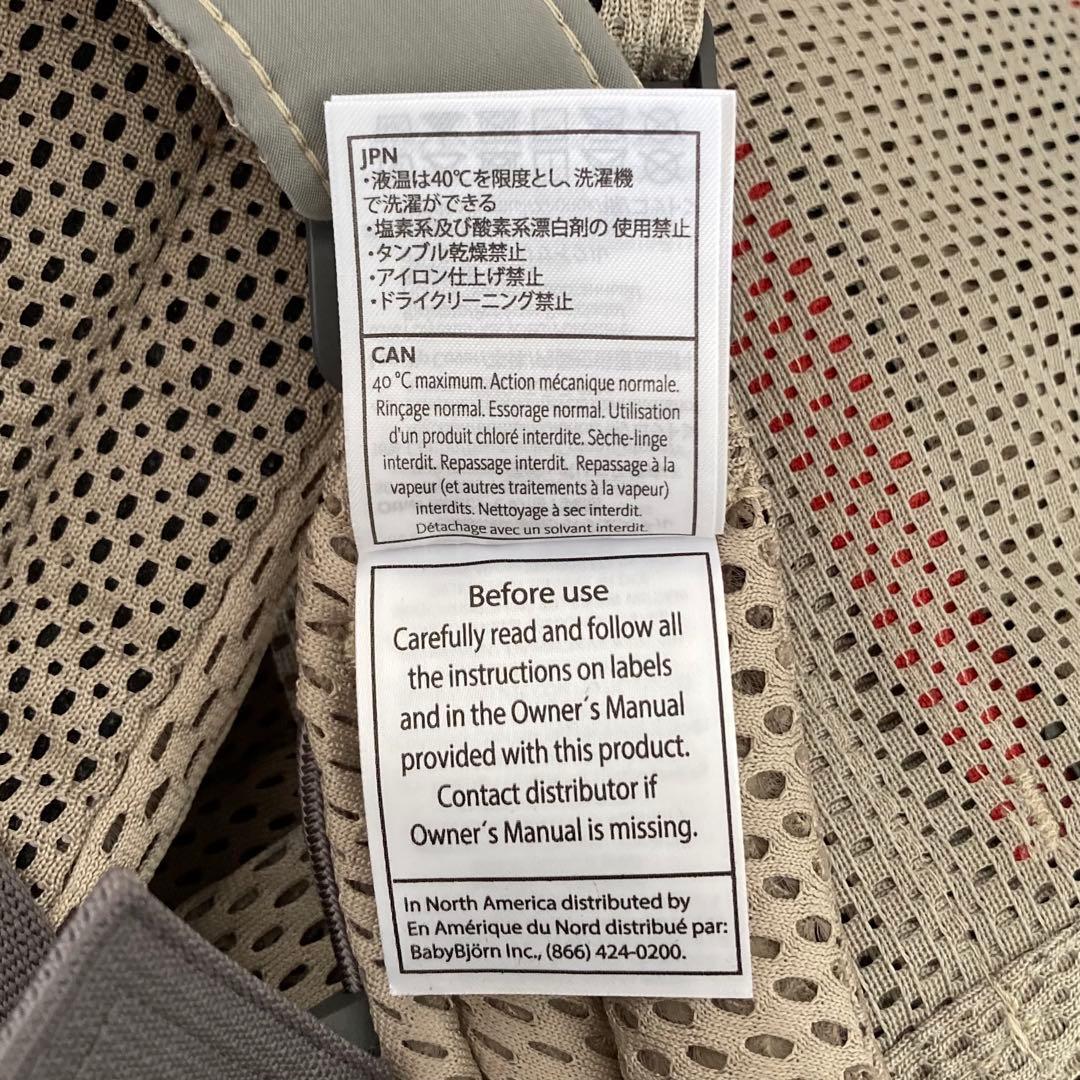 JPN
・液温は40℃を限度とし、洗濯機
で洗濯ができる
・塩素系及び酸素系漂白剤の 使用禁止
・タンブル乾燥禁止
・アイロン仕上げ禁止
・ドライクリーニング禁止
CAN
40 °C maximum. Action mécanique normale.
Rinçage normal. Essorage normal. Utilisation
d'un produit chloré interdite. Sèche-linge
interdit. Repassage interdit. Repassage à la
vapeur (et autres traitements à la vapeur)
interdits. Nettoyage à sec interdit.
Détachage avec un solvant interdit.
Before use
Carefully read and follow all
the instructions on labels
and in the Owner´s Manual
provided with this product.
Contact distributor if
Owner´s Manual is missing.
In North America distributed by
En Amérique du Nord distribué par:
BabyBjörn Inc., (866) 424-0200.